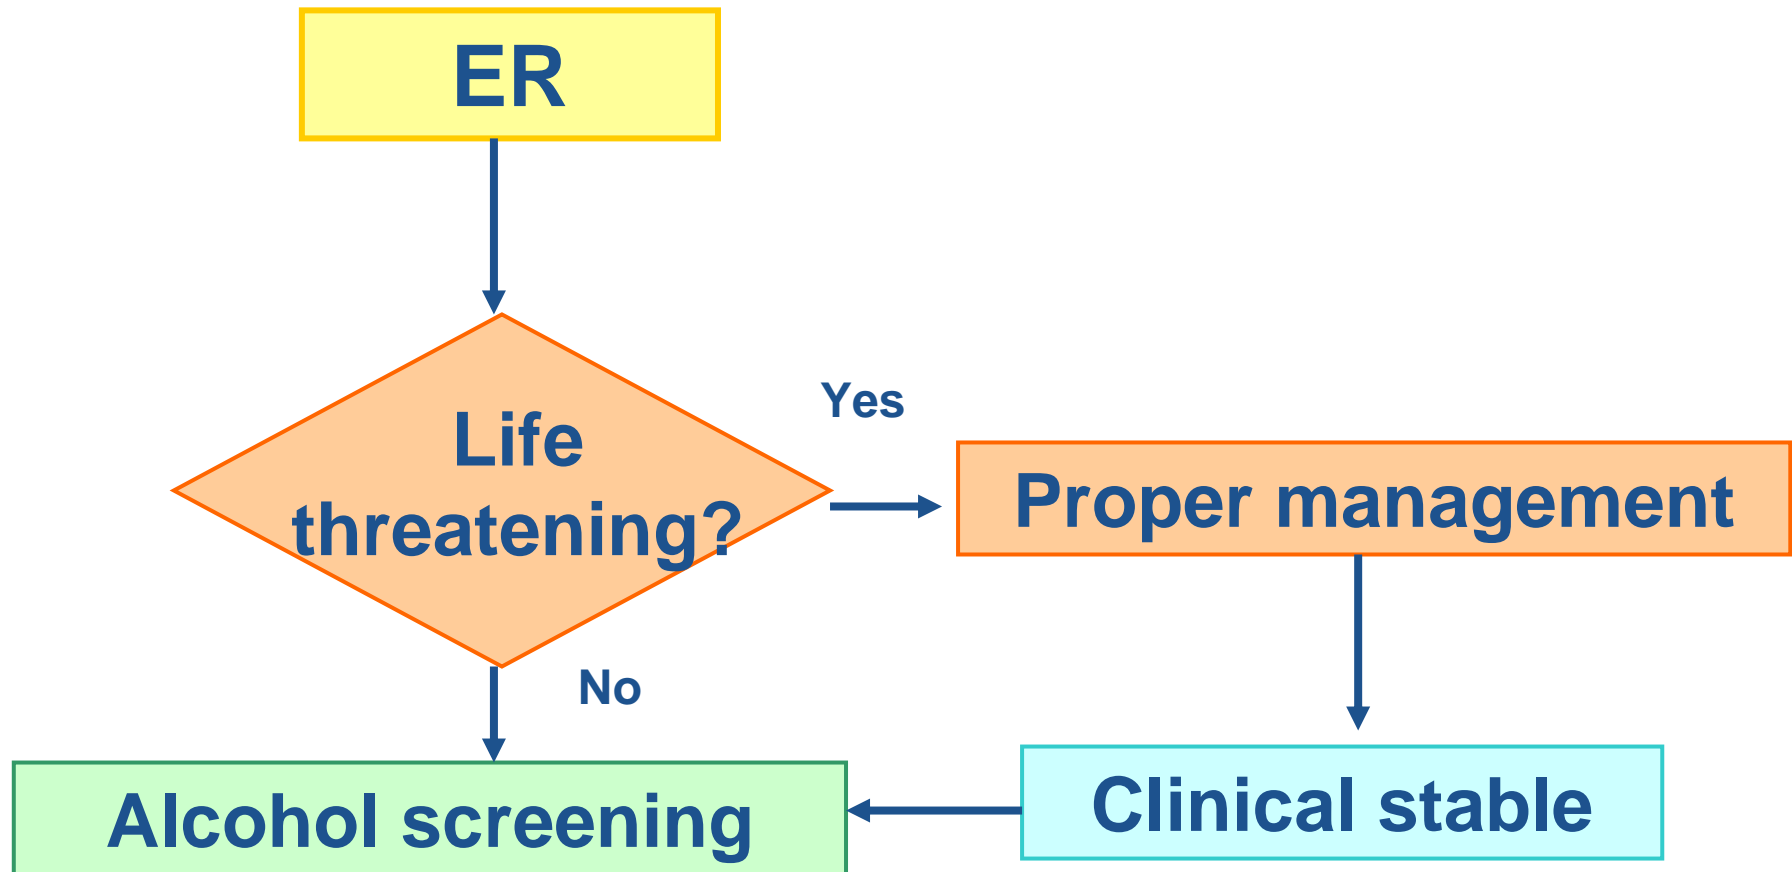 ER
Life
threatening?
Yes
Proper management
No
Clinical stable
Alcohol screening